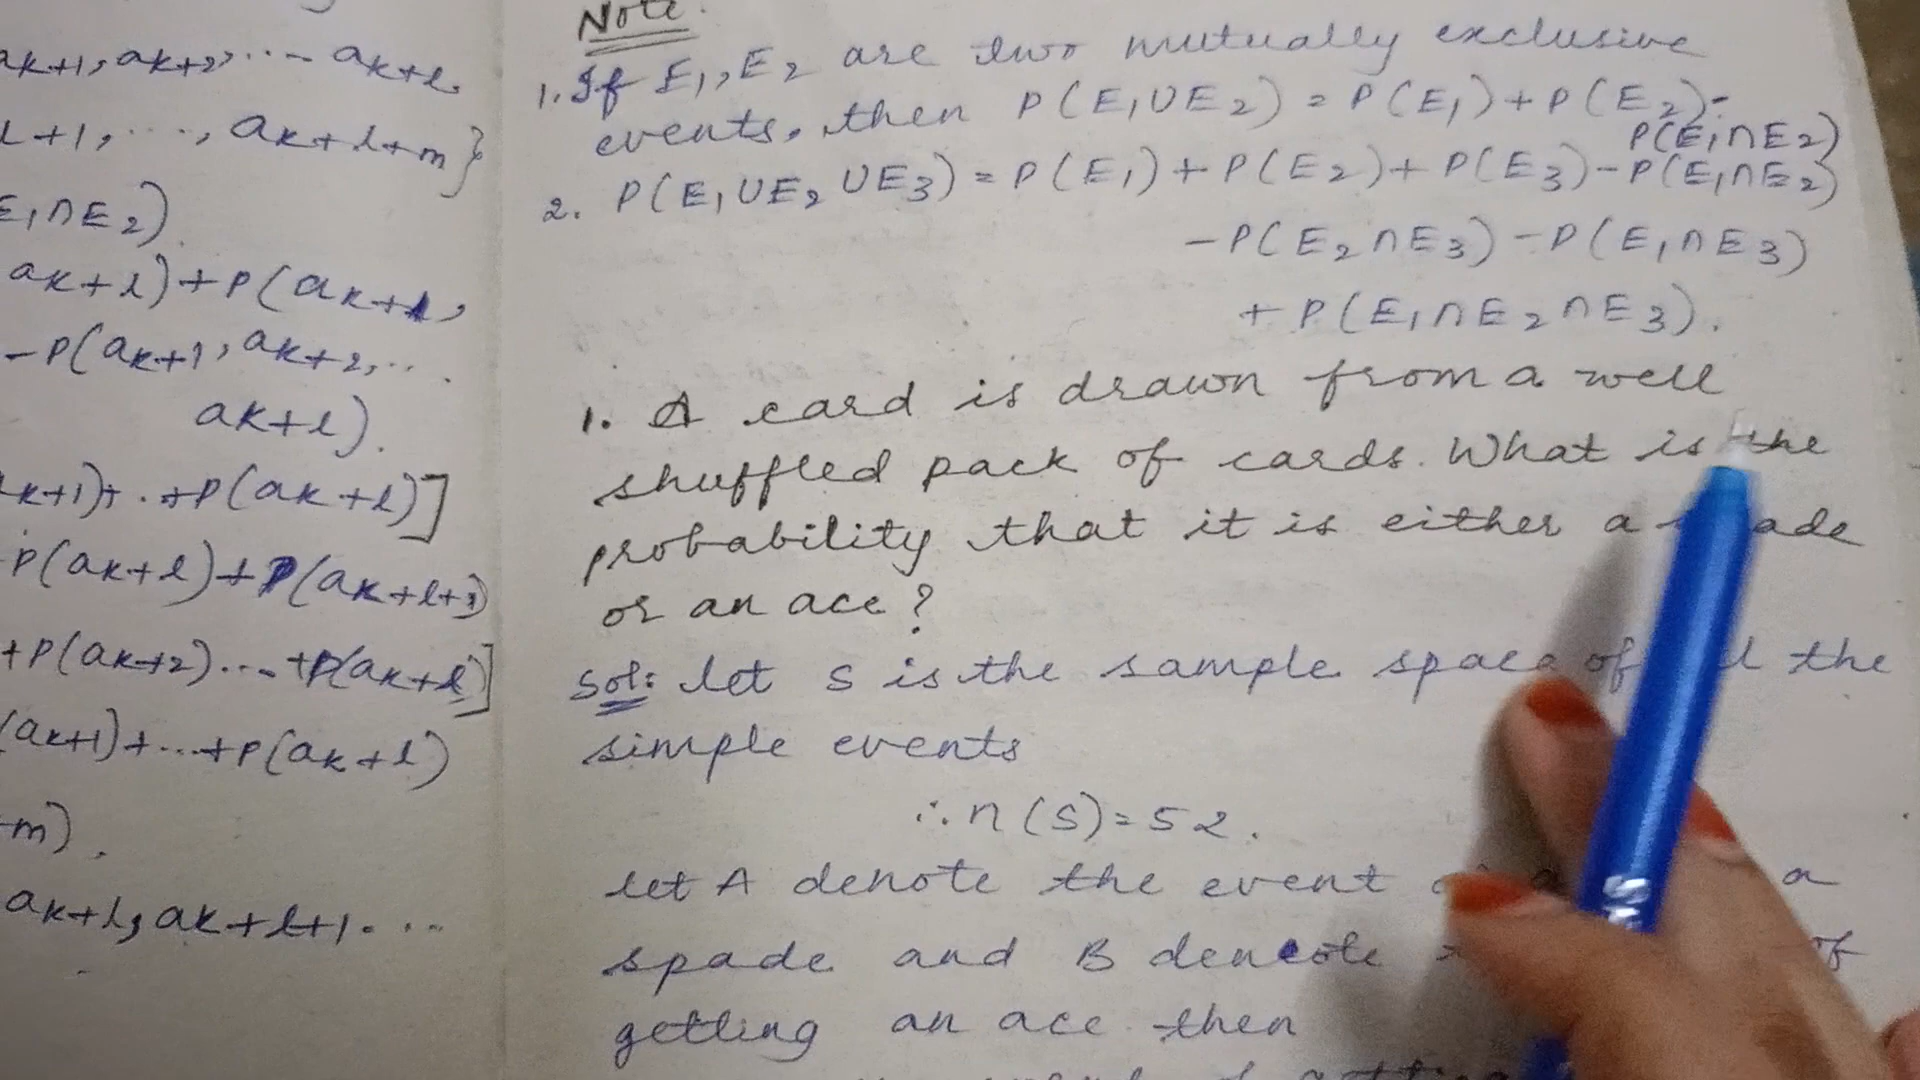 ak+1, ak+2, ... ak+l.
l+1, ..., ak+l+m}
E1∩E2).
ak+l)+P(ak+l,
-P(ak+1, ak+2, ...
ak+l).
k+1)+..+P(ak+l)]
P(ak+l)+P(ak+l+1)
+P(ak+2)...+P(ak+l)]
(ak+1)+...+P(ak+l)
-m).
ak+l, ak+l+1. ...
Note.
1. If E1, E2 are two mutually exclusive
events, then P(E1UE2) = P(E1)+P(E2)-
P(E1∩E2)
2. P(E1UE2UE3) = P(E1)+P(E2)+P(E3)-P(E1∩E2)
-P(E2∩E3)-P(E1∩E3)
+P(E1∩E2∩E3).
1. A card is drawn from a well
shuffled pack of cards. What is the
probability that it is either a
or an ace?
Sol: let S is the sample space of the
simple events
∴ n(S)=52.
let A denote the event a
spade and B denote of
getting an ace then